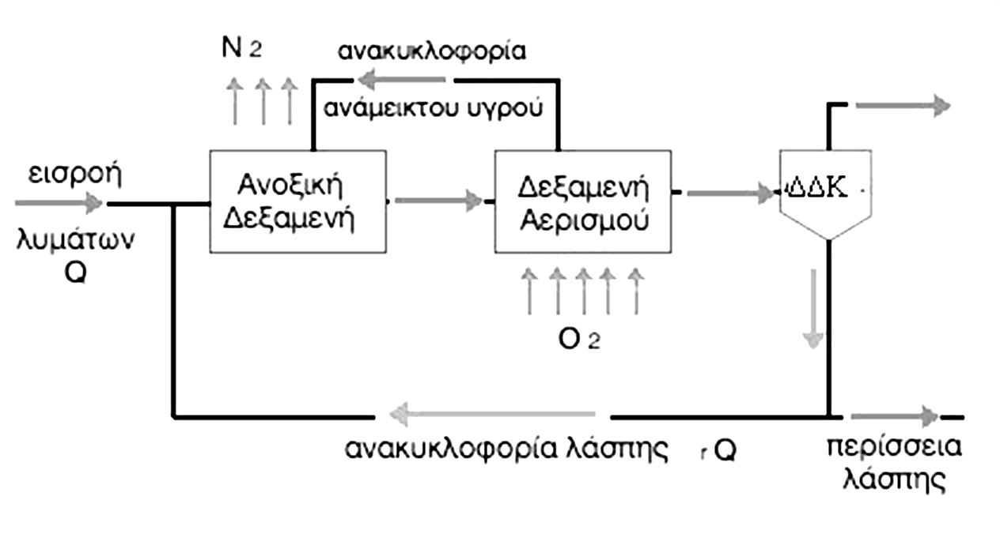 N 2
ανακυκλοφορία
ανάμεικτου υγρού
εισροή
λυμάτων
Q
Ανοξική
Δεξαμενή
Δεξαμενή
Αερισμού
ΔΔΚ
O 2
ανακυκλοφορία λάσπης r Q
περίσσεια
λάσπης